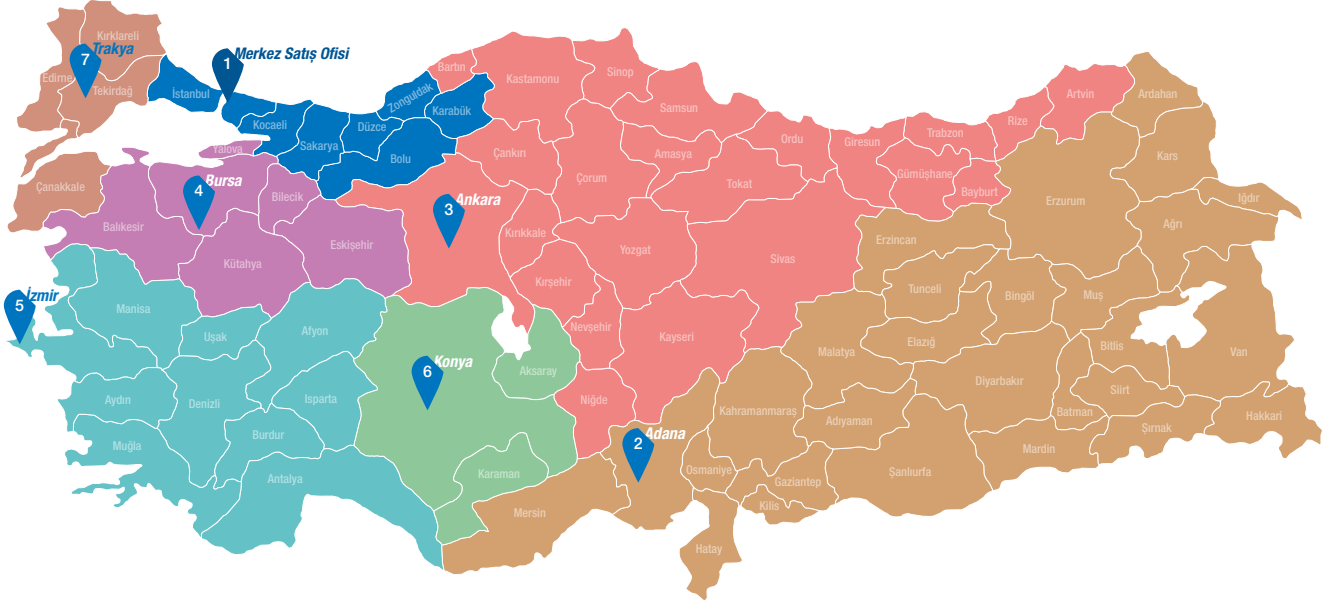 Kırklareli
7
Trakya
Edirne
Tekirdağ
1
Merkez Satış Ofisi
İstanbul
Kocaeli
Yalova
Sakarya
Düzce
Zonguldak
Karabük
Bolu
Bartın
Kastamonu
Sinop
Samsun
Çankırı
Çorum
Amasya
Ordu
Tokat
Giresun
Trabzon
Gümüşhane
Rize
Bayburt
Artvin
Ardahan
Kars
Iğdır
Ağrı
Erzurum
Erzincan
Çanakkale
4
Bursa
Bilecik
Balıkesir
Kütahya
Eskişehir
3
Ankara
Kırıkkale
Kırşehir
Yozgat
Sivas
Nevşehir
Kayseri
Niğde
5
İzmir
Manisa
Uşak
Afyon
Aydın
Denizli
Isparta
Muğla
Burdur
Antalya
6
Konya
Aksaray
Karaman
Mersin
2
Adana
Kahramanmaraş
Osmaniye
Hatay
Kilis
Gaziantep
Adıyaman
Malatya
Şanlıurfa
Elazığ
Tunceli
Bingöl
Muş
Diyarbakır
Mardin
Batman
Bitlis
Siirt
Şırnak
Van
Hakkari